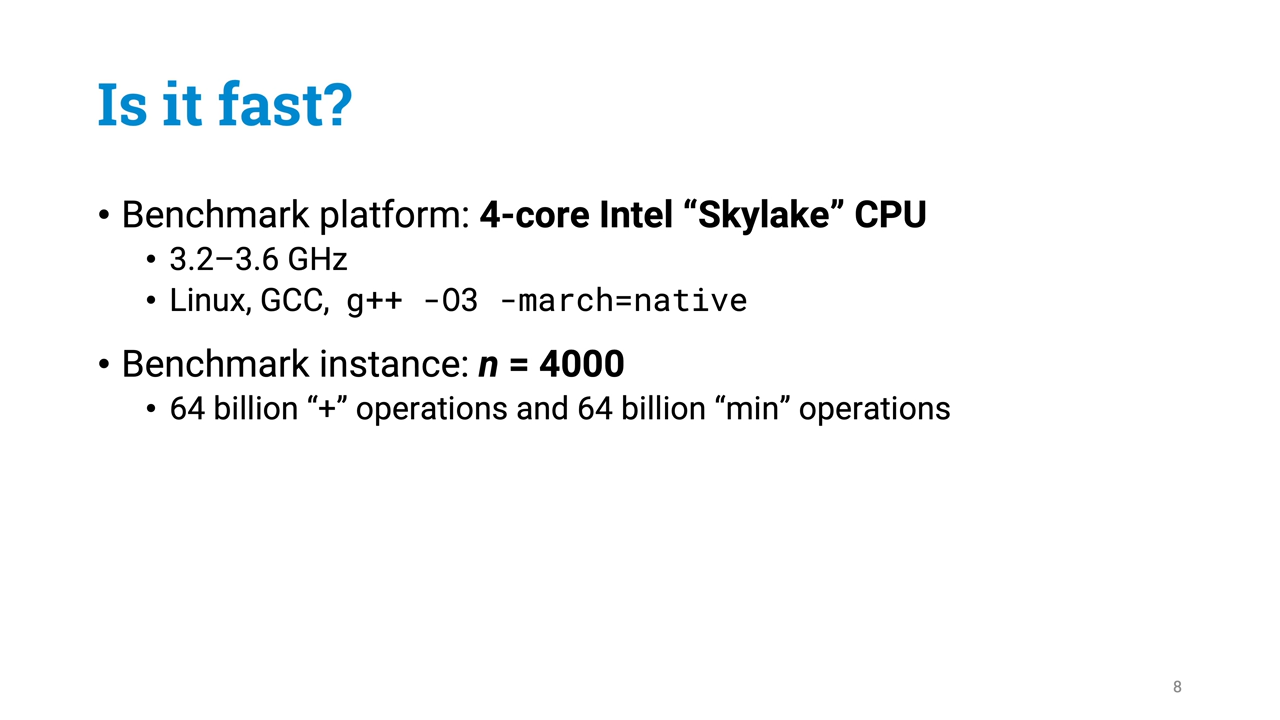 Is it fast?
• Benchmark platform: 4-core Intel “Skylake” CPU
• 3.2–3.6 GHz
• Linux, GCC, g++ -O3 -march=native
• Benchmark instance: n = 4000
• 64 billion “+” operations and 64 billion “min” operations
8